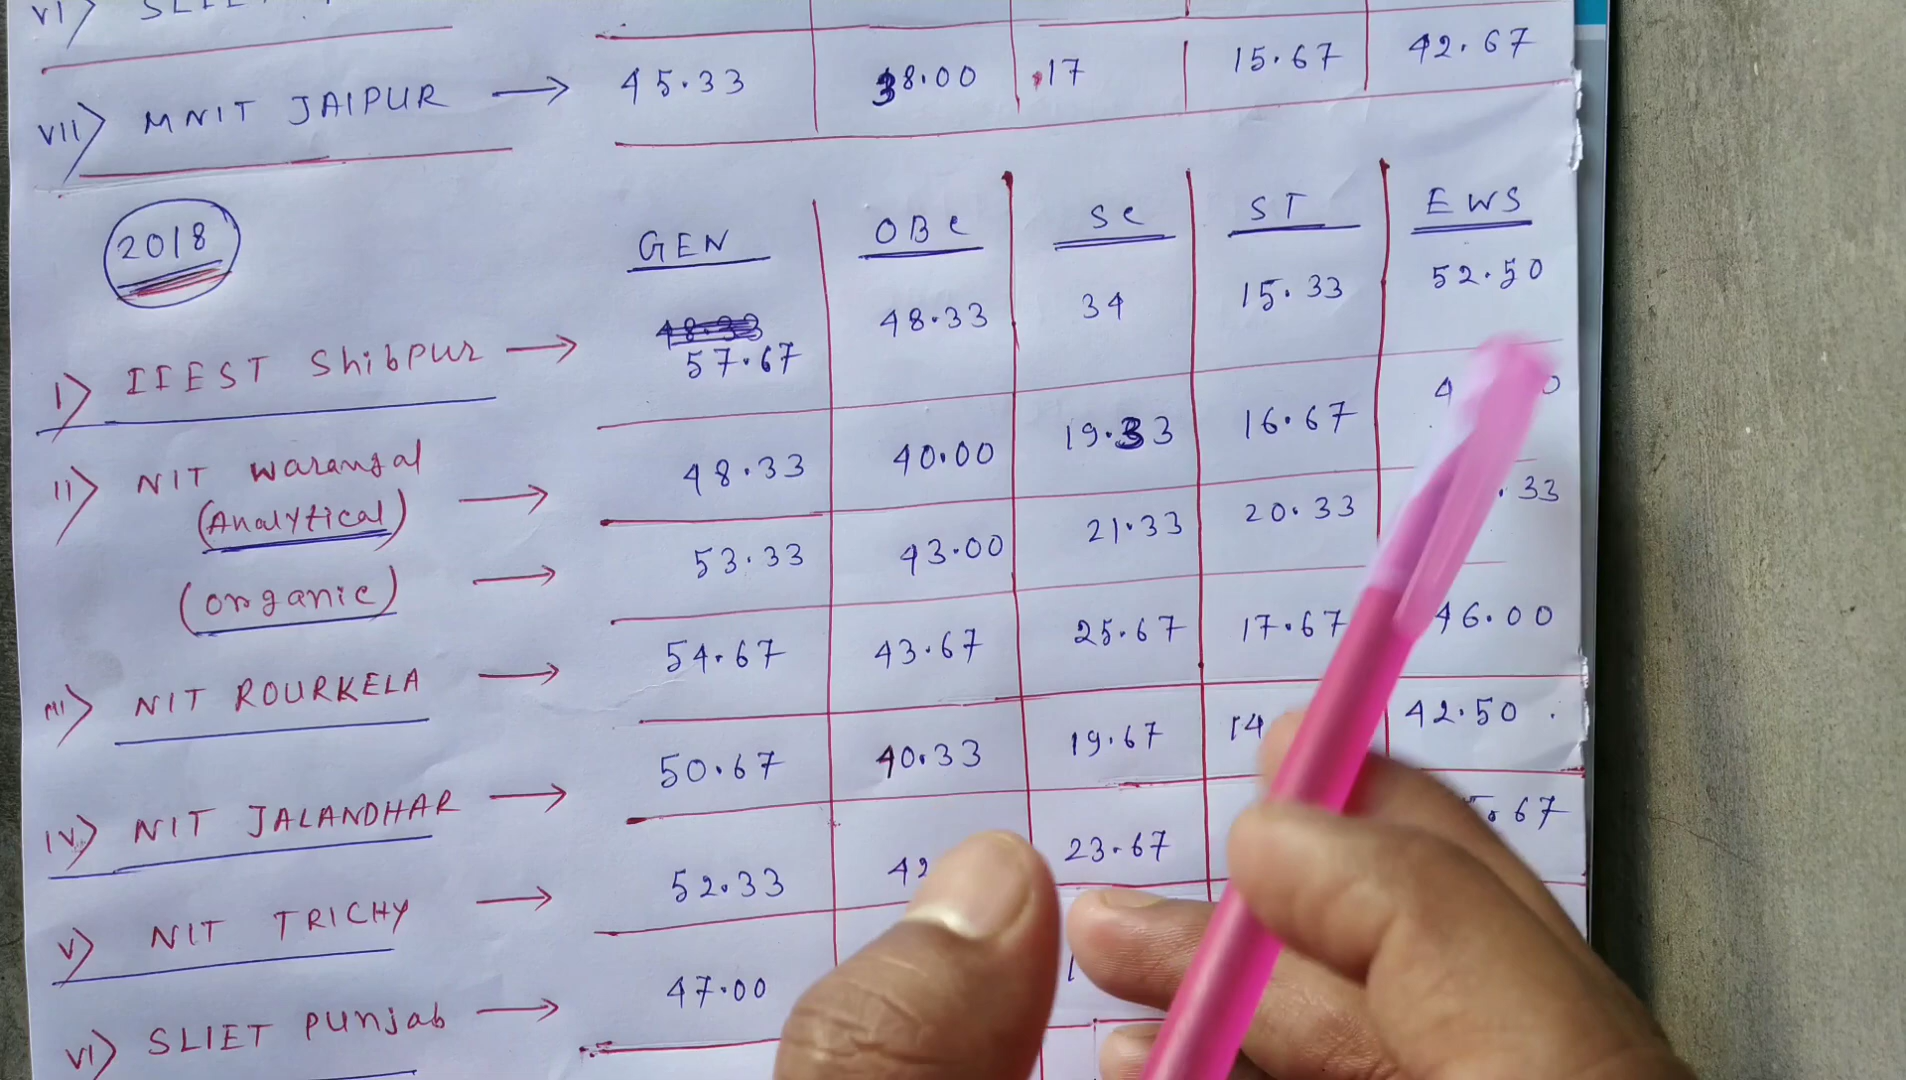 VII) MNIT JAIPUR → 45.33 38.00 17 15.67 42.67
2018 GEN OBC SC ST EWS
I) IIEST Shibpur → 57.67 48.33 34 15.33 52.50
II) NIT Warangal
(Analytical) → 48.33 40.00 19.33 16.67
(organic) → 53.33 43.00 21.33 20.33 .33
III) NIT ROURKELA → 54.67 43.67 25.67 17.67 46.00
IV) NIT JALANDHAR → 50.67 40.33 19.67 14 42.50
V) NIT TRICHY → 52.33 42 23.67 .67
VI) SLIET punjab → 47.00